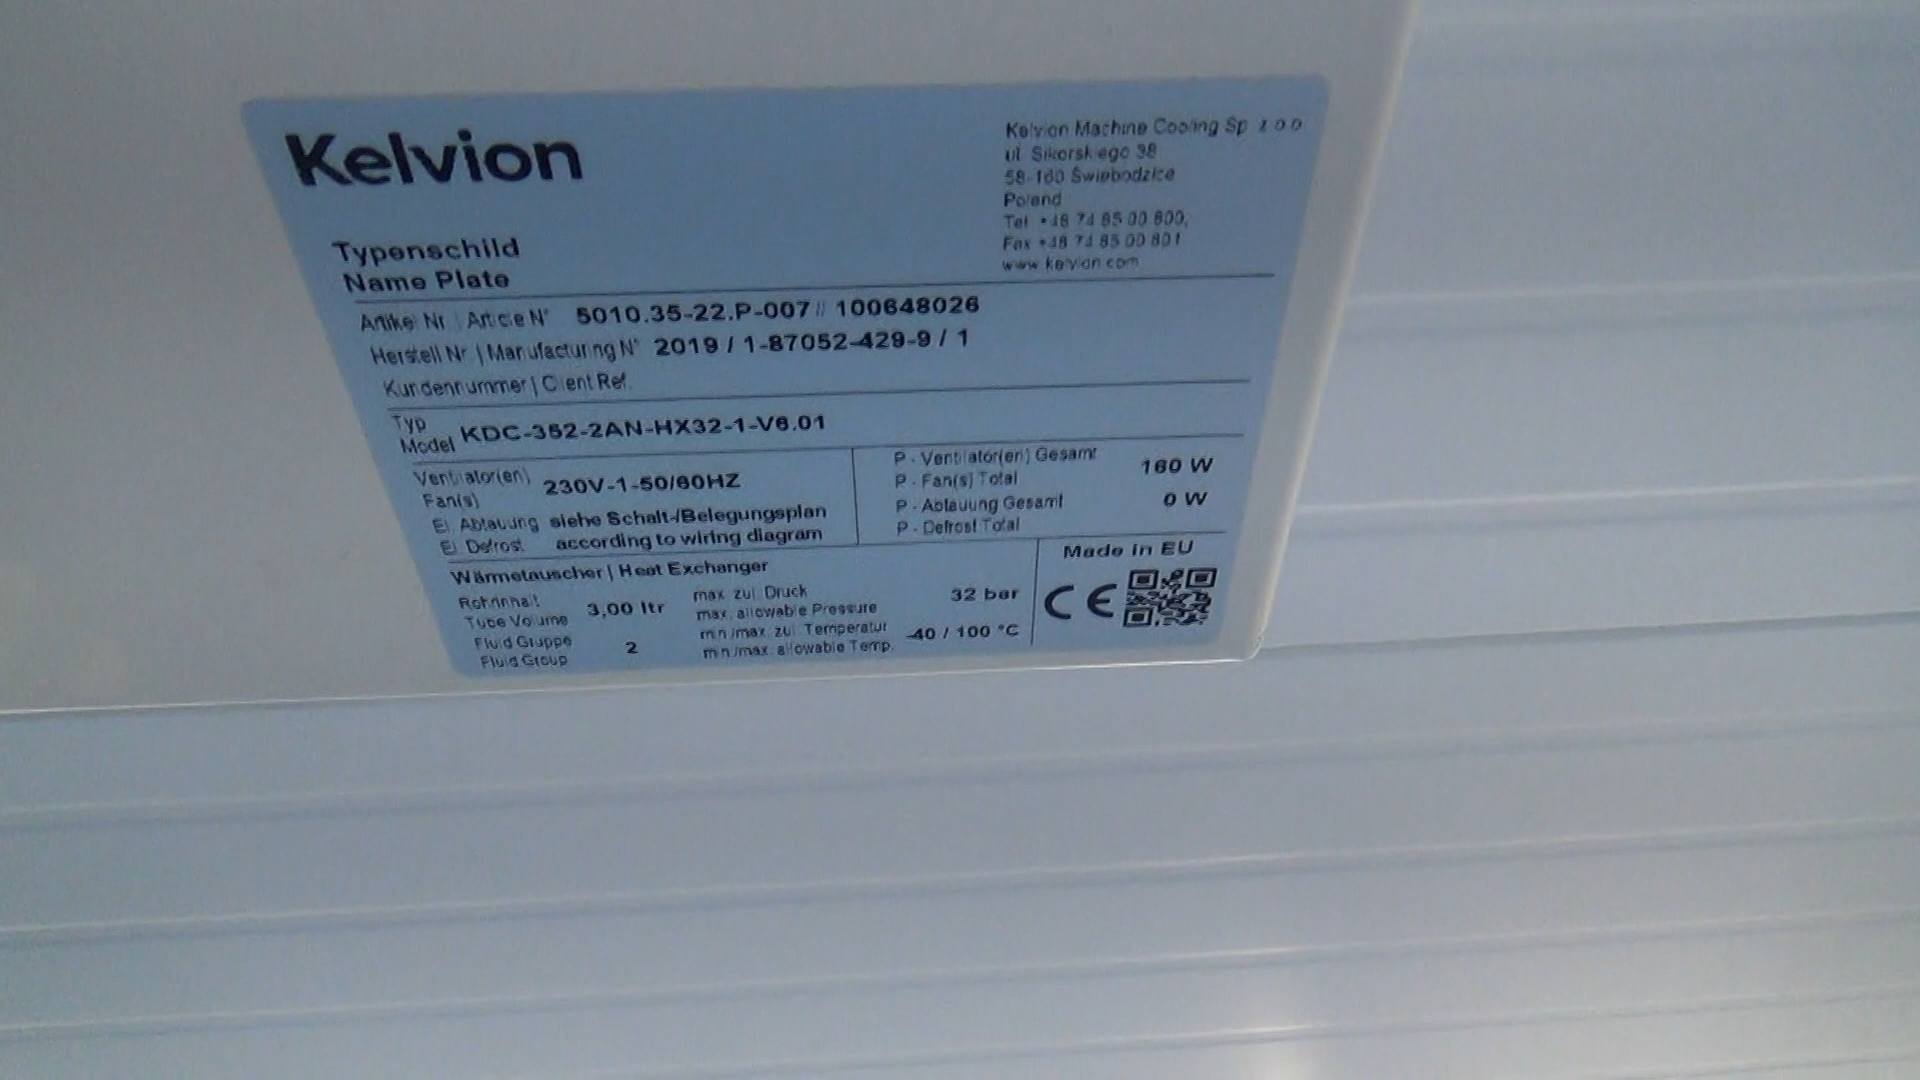 Kelvion
Kelvion Machine Cooling Sp. z o.o
ul. Sikorskiego 38
58-160 Świebodzice
Poland
Tel +48 74 85 00 800,
Fax +48 74 85 00 801
www.kelvion.com
Typenschild
Name Plate
Artikel Nr. | Article N° 5010.35-22.P-007 // 100648026
Herstell Nr. | Manufacturing N° 2019 / 1-87052-429-9 / 1
Kundennummer | Client Ref.
Typ
Model KDC-352-2AN-HX32-1-V6.01
Ventilator(en) 230V-1-50/60HZ
Fan(s)
El. Abtauung siehe Schalt-/Belegungsplan
El. Defrost according to wiring diagram
P - Ventilator(en) Gesamt 160 W
P - Fan(s) Total
P - Abtauung Gesamt 0 W
P - Defrost Total
Wärmetauscher | Heat Exchanger
Rohrinhalt 3,00 ltr
Tube Volume
Fluid Gruppe 2
Fluid Group
max. zul. Druck 32 bar
max. allowable Pressure
min./max. zul. Temperatur -40 / 100 °C
min./max. allowable Temp.
Made in EU
CE